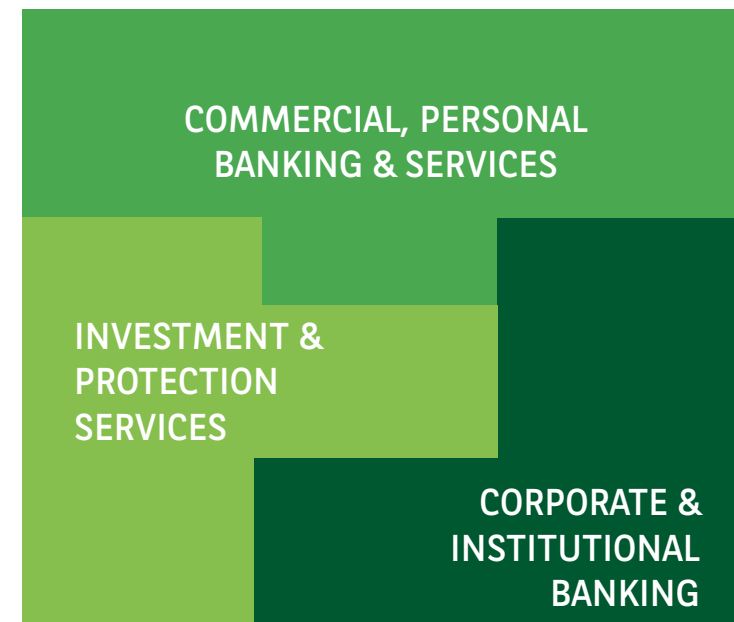 COMMERCIAL, PERSONAL
BANKING & SERVICES
INVESTMENT &
PROTECTION
SERVICES
CORPORATE &
INSTITUTIONAL
BANKING